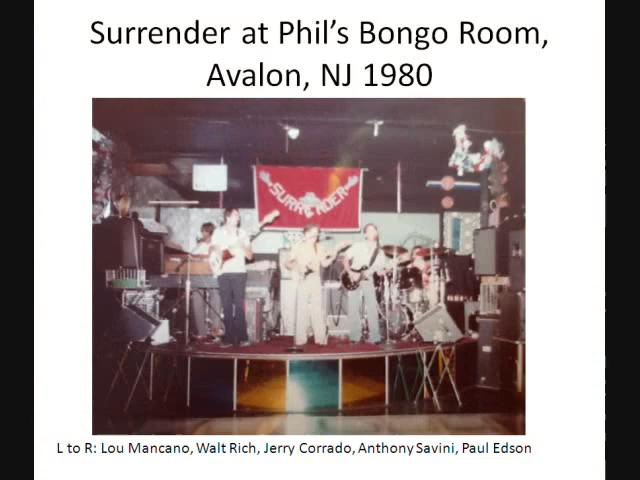 Surrender at Phil’s Bongo Room,
Avalon, NJ 1980
SURRENDER
L to R: Lou Mancano, Walt Rich, Jerry Corrado, Anthony Savini, Paul Edson